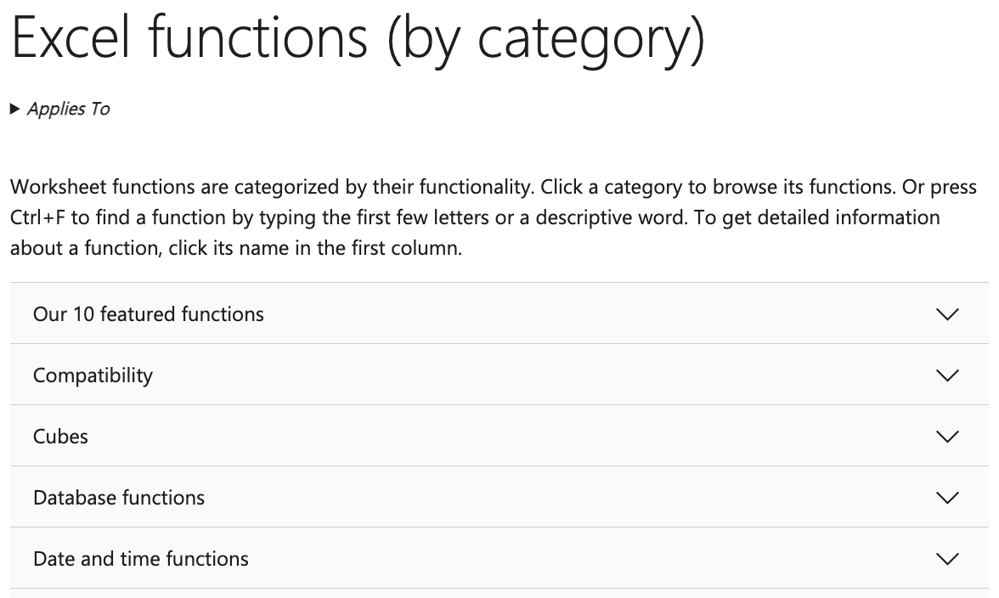 Excel functions (by category)
Applies To
Worksheet functions are categorized by their functionality. Click a category to browse its functions. Or press
Ctrl+F to find a function by typing the first few letters or a descriptive word. To get detailed information
about a function, click its name in the first column.
Our 10 featured functions
Compatibility
Cubes
Database functions
Date and time functions